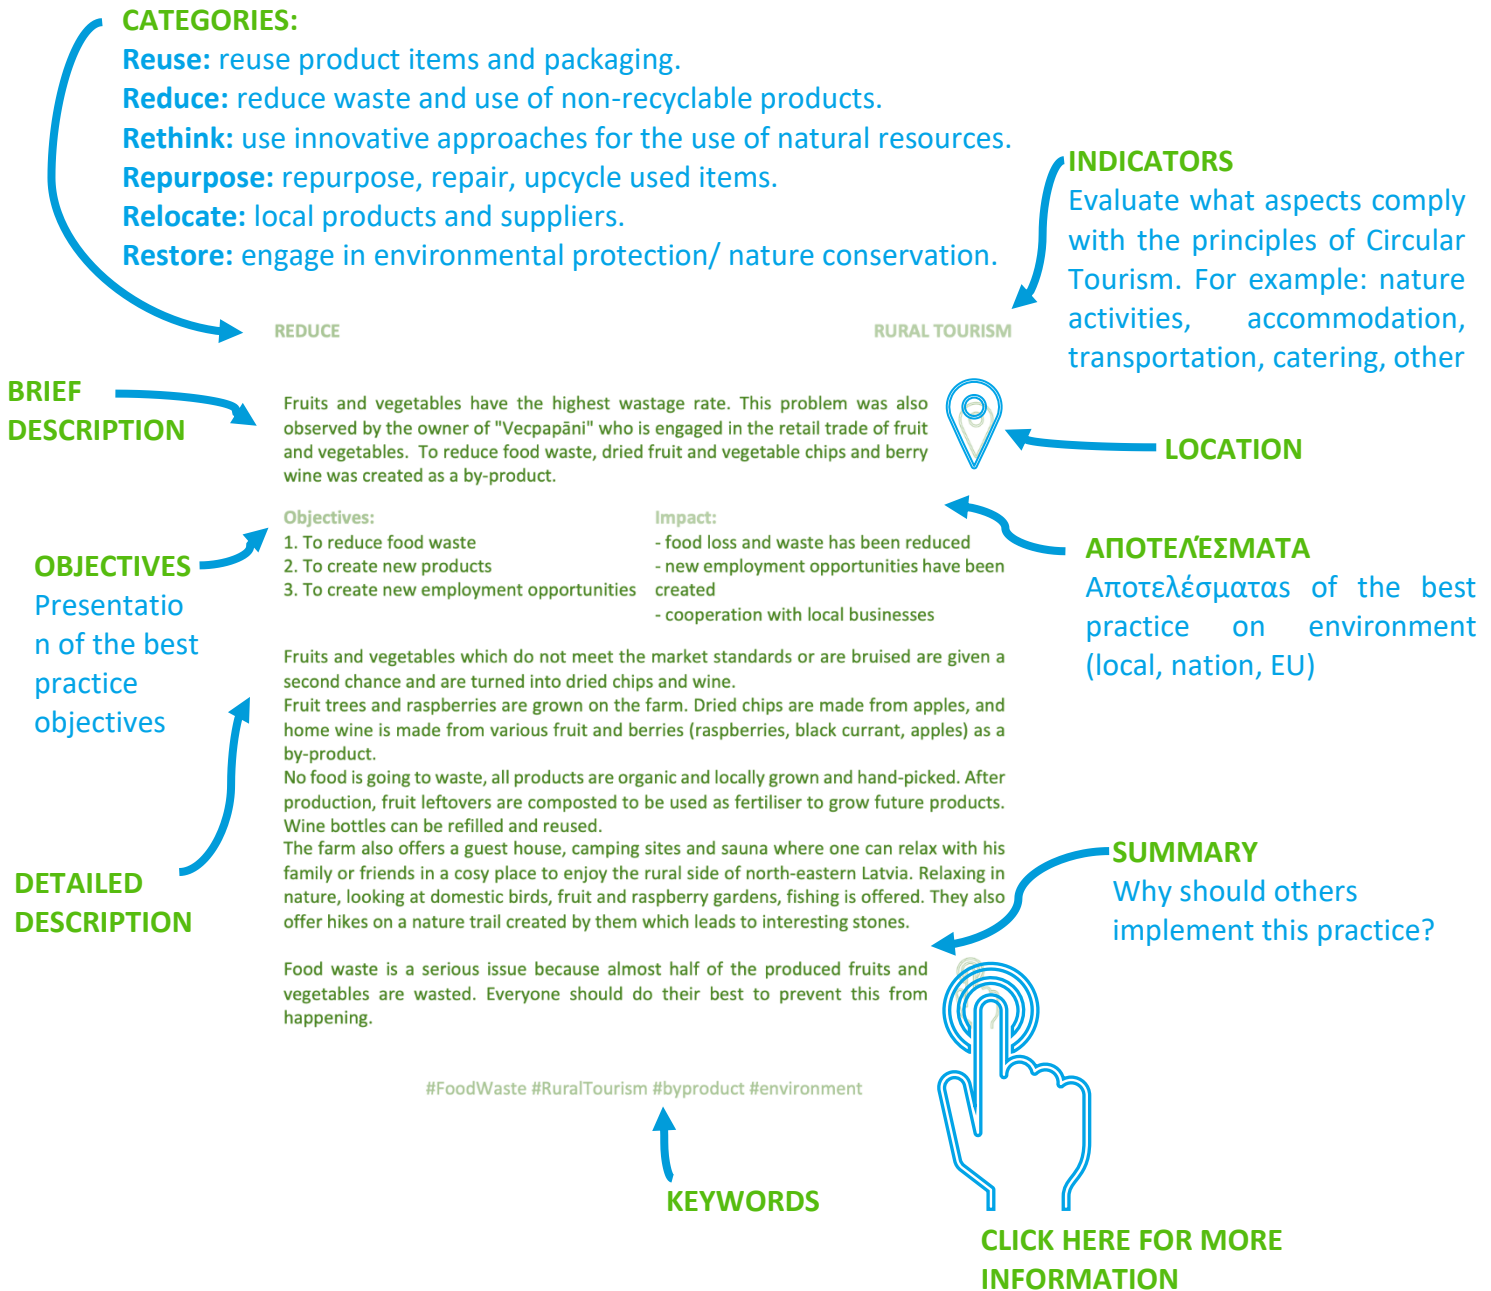 CATEGORIES:
Reuse: reuse product items and packaging.
Reduce: reduce waste and use of non-recyclable products.
Rethink: use innovative approaches for the use of natural resources.
Repurpose: repurpose, repair, upcycle used items.
Relocate: local products and suppliers.
Restore: engage in environmental protection/ nature conservation.
INDICATORS
Evaluate what aspects comply
with the principles of Circular
Tourism. For example: nature
activities, accommodation,
transportation, catering, other
REDUCE
RURAL TOURISM
BRIEF
DESCRIPTION
Fruits and vegetables have the highest wastage rate. This problem was also
observed by the owner of "Vecpapāni" who is engaged in the retail trade of fruit
and vegetables. To reduce food waste, dried fruit and vegetable chips and berry
wine was created as a by-product.
LOCATION
Objectives:
1. To reduce food waste
2. To create new products
3. To create new employment opportunities
Impact:
- food loss and waste has been reduced
- new employment opportunities have been
created
- cooperation with local businesses
OBJECTIVES
Presentatio
n of the best
practice
objectives
ΑΠΟΤΕΛΈΣΜΑΤΑ
Αποτελέσματαs of the best
practice on environment
(local, nation, EU)
Fruits and vegetables which do not meet the market standards or are bruised are given a
second chance and are turned into dried chips and wine.
Fruit trees and raspberries are grown on the farm. Dried chips are made from apples, and
home wine is made from various fruit and berries (raspberries, black currant, apples) as a
by-product.
No food is going to waste, all products are organic and locally grown and hand-picked. After
production, fruit leftovers are composted to be used as fertiliser to grow future products.
Wine bottles can be refilled and reused.
The farm also offers a guest house, camping sites and sauna where one can relax with his
family or friends in a cosy place to enjoy the rural side of north-eastern Latvia. Relaxing in
nature, looking at domestic birds, fruit and raspberry gardens, fishing is offered. They also
offer hikes on a nature trail created by them which leads to interesting stones.
DETAILED
DESCRIPTION
SUMMARY
Why should others
implement this practice?
Food waste is a serious issue because almost half of the produced fruits and
vegetables are wasted. Everyone should do their best to prevent this from
happening.
#FoodWaste #RuralTourism #byproduct #environment
KEYWORDS
CLICK HERE FOR MORE
INFORMATION